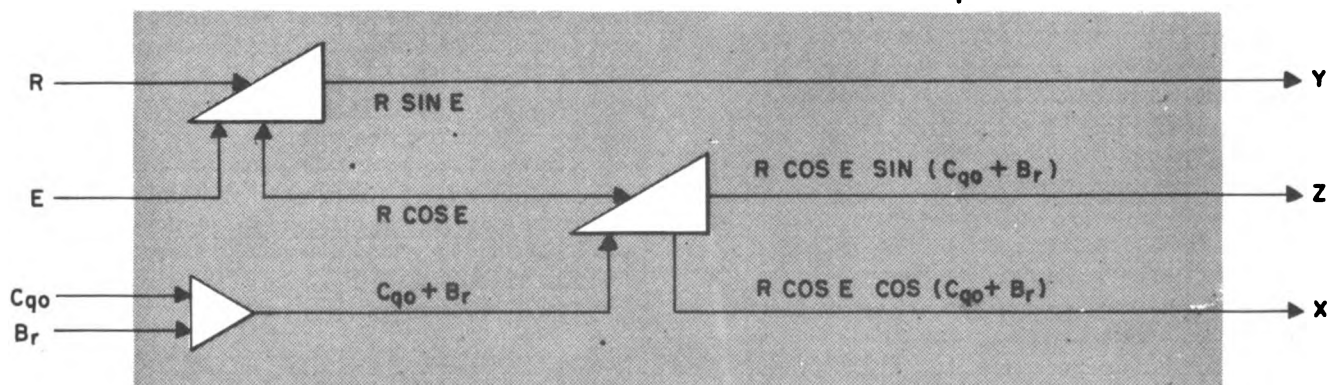 R
Y
R SIN E
E
R COS E SIN (Cqo + Br)
Z
R COS E
Cqo
Cqo + Br
R COS E COS (Cqo + Br)
X
Br